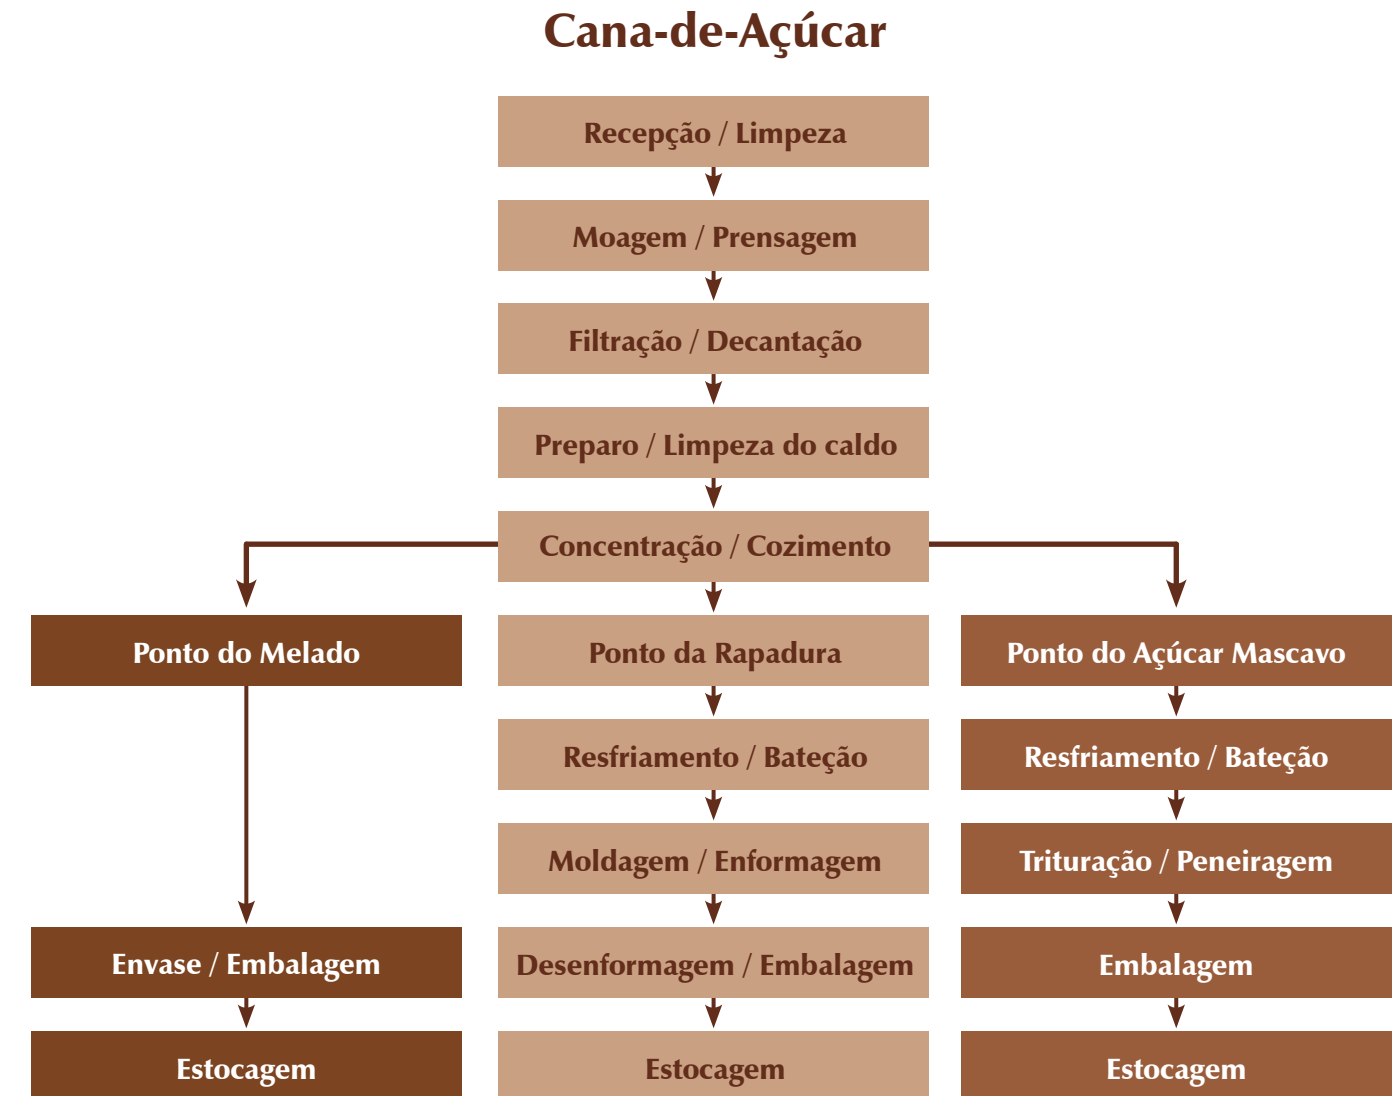 Cana-de-Açúcar
Recepção / Limpeza
Moagem / Prensagem
Filtração / Decantação
Preparo / Limpeza do caldo
Concentração / Cozimento
Ponto do Melado
Ponto da Rapadura
Ponto do Açúcar Mascavo
Resfriamento / Bateção
Resfriamento / Bateção
Moldagem / Enformagem
Trituração / Peneiragem
Envase / Embalagem
Desenformagem / Embalagem
Embalagem
Estocagem
Estocagem
Estocagem